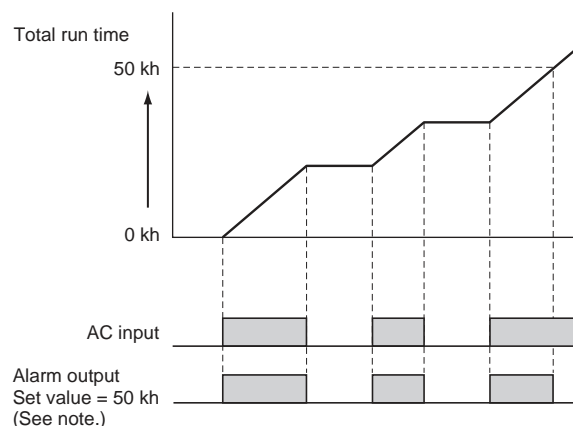 Total run time
50 kh
0 kh
AC input
Alarm output
Set value = 50 kh
(See note.)